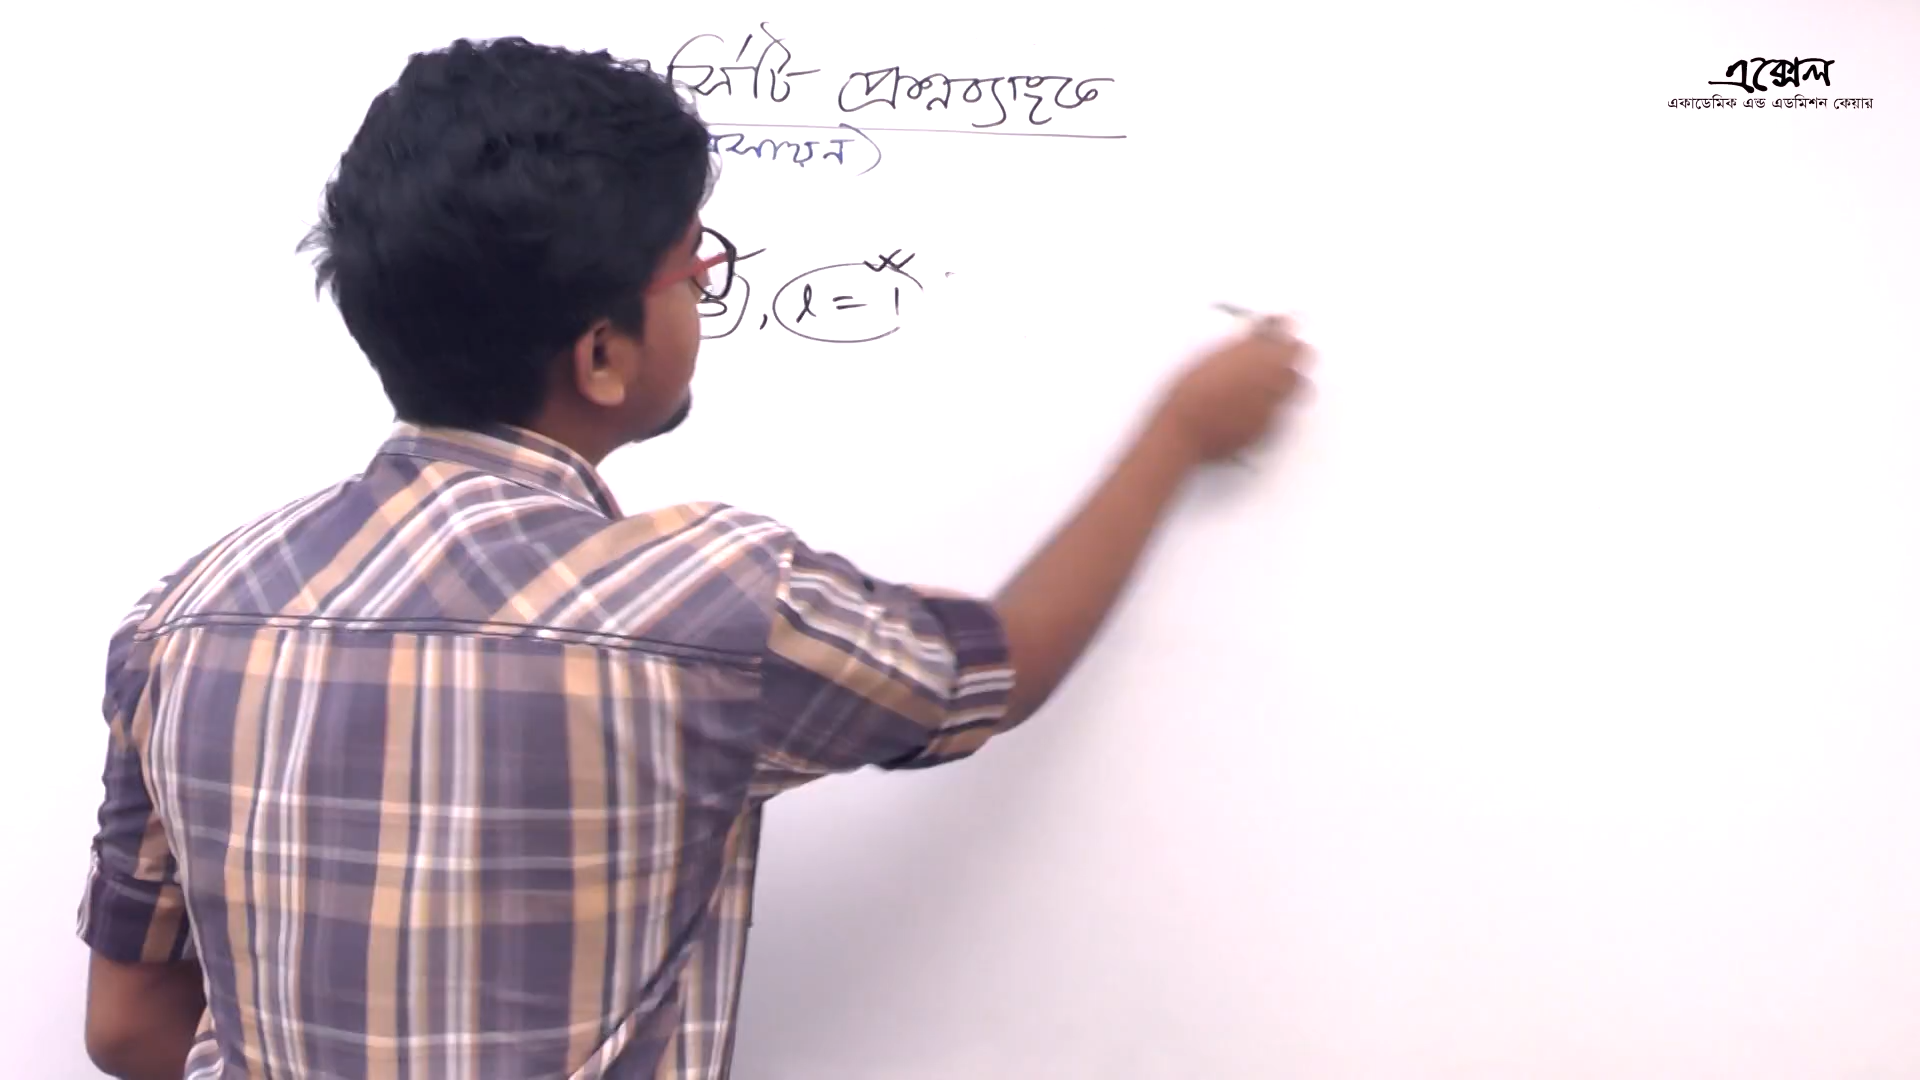 র্সিটি প্রশ্নব্যাংক
রসায়ন)
, l = 1
এক্সেল
একাডেমিক এন্ড এডমিশন কেয়ার